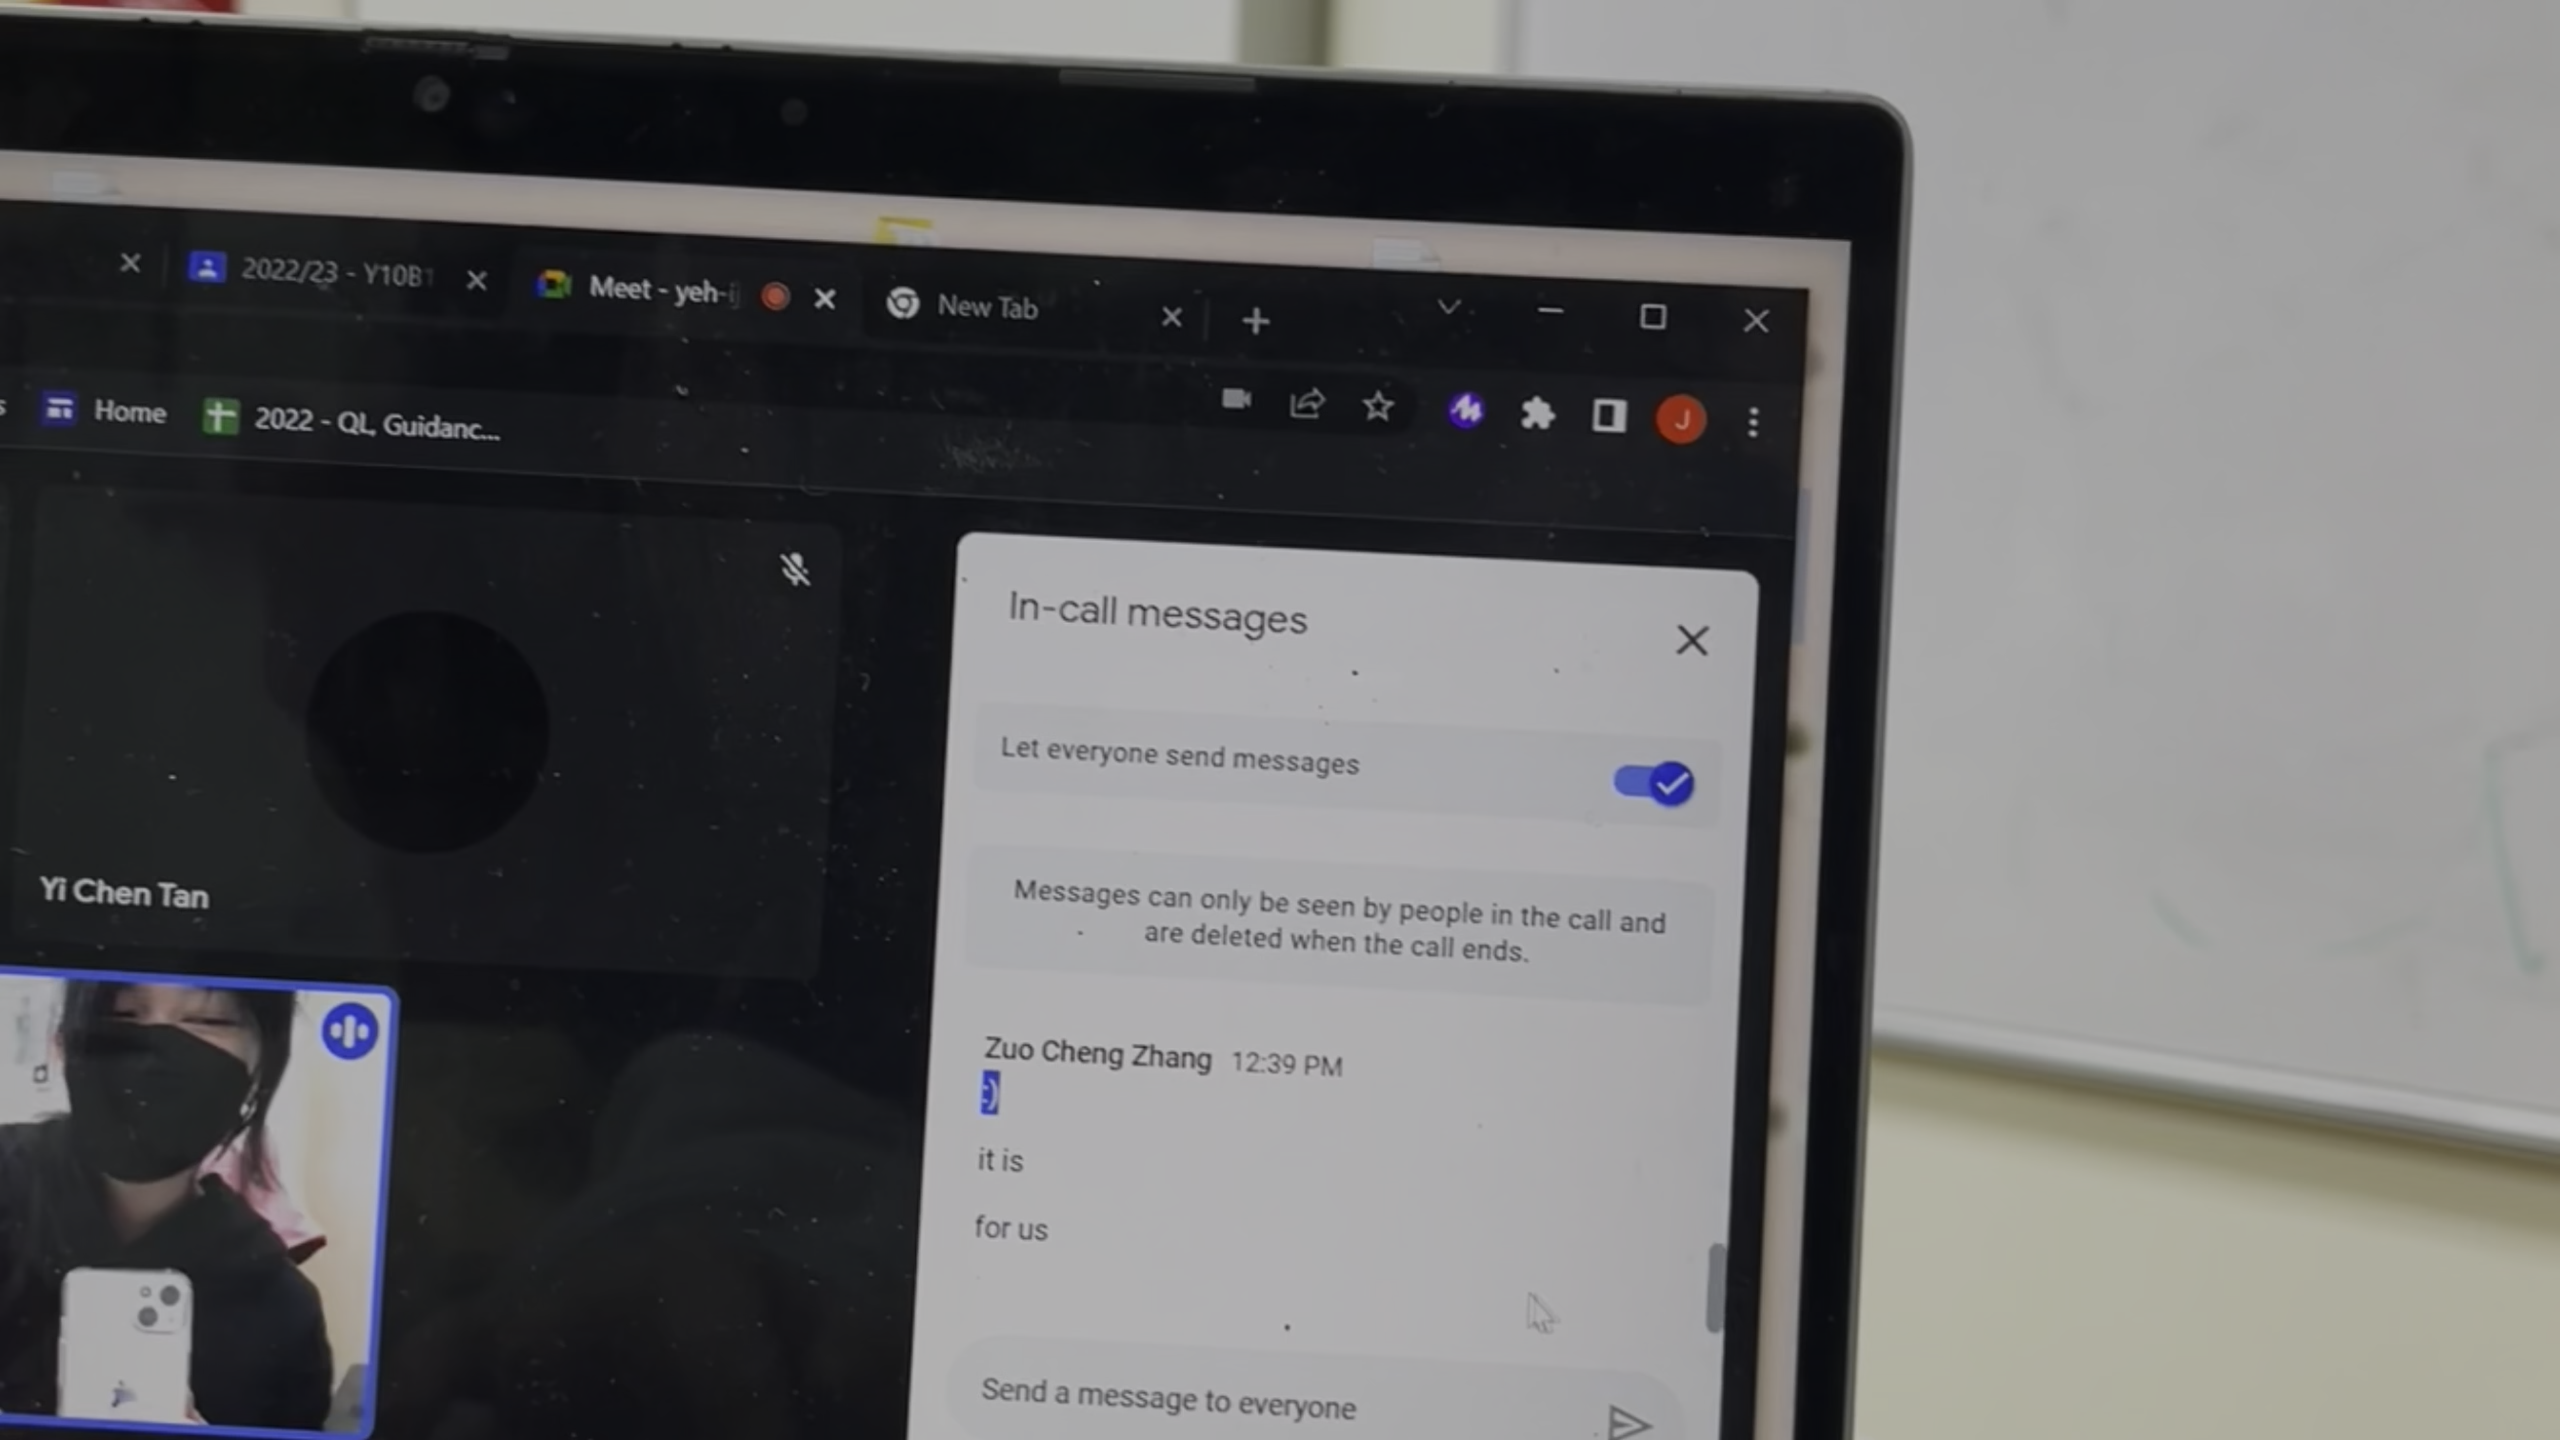 2022/23 - Y10B1
Meet - yeh-ij
New Tab
Home
2022 - QL, Guidanc...
J
In-call messages
Let everyone send messages
Messages can only be seen by people in the call and
are deleted when the call ends.
Yi Chen Tan
Zuo Cheng Zhang 12:39 PM
:)
it is
for us
Send a message to everyone